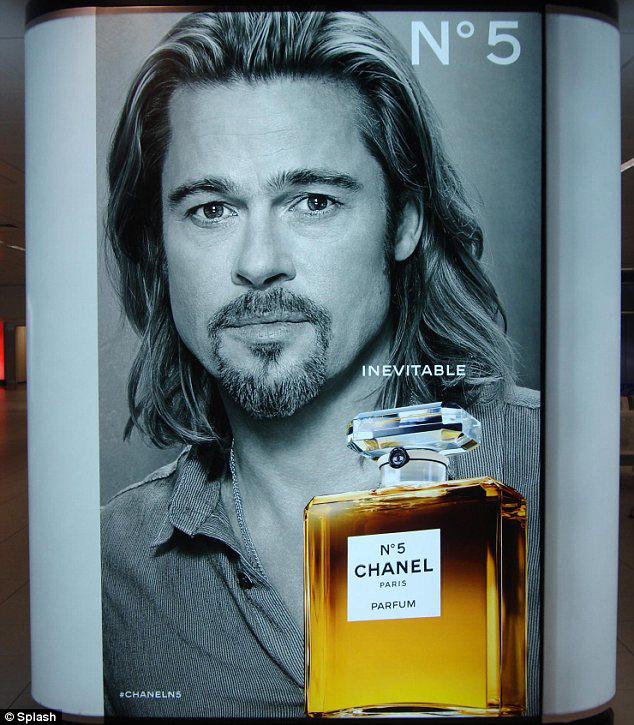 N°5
INEVITABLE
N°5
CHANEL
PARIS
PARFUM
#CHANELN5
© Splash